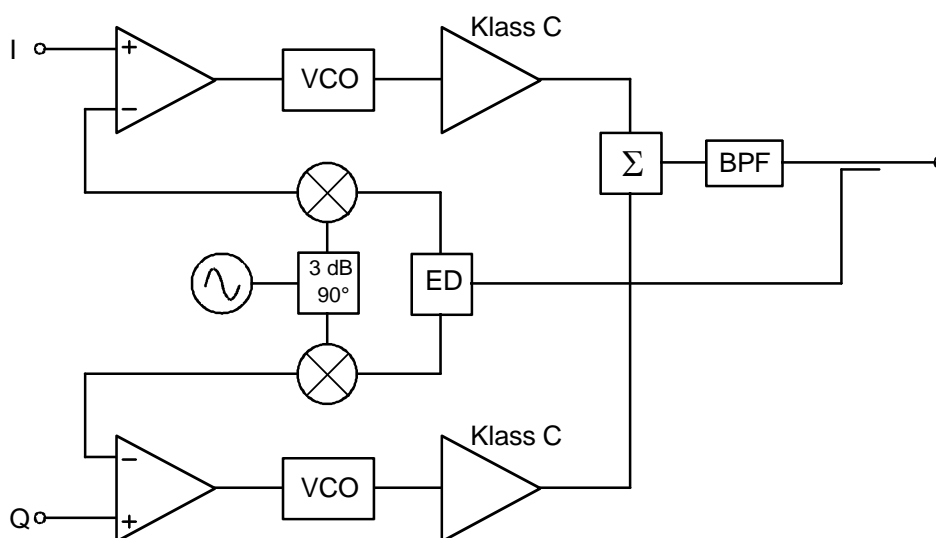 Klass C
I
+
VCO
−
Σ
BPF
3 dB
90°
ED
Klass C
−
VCO
Q
+